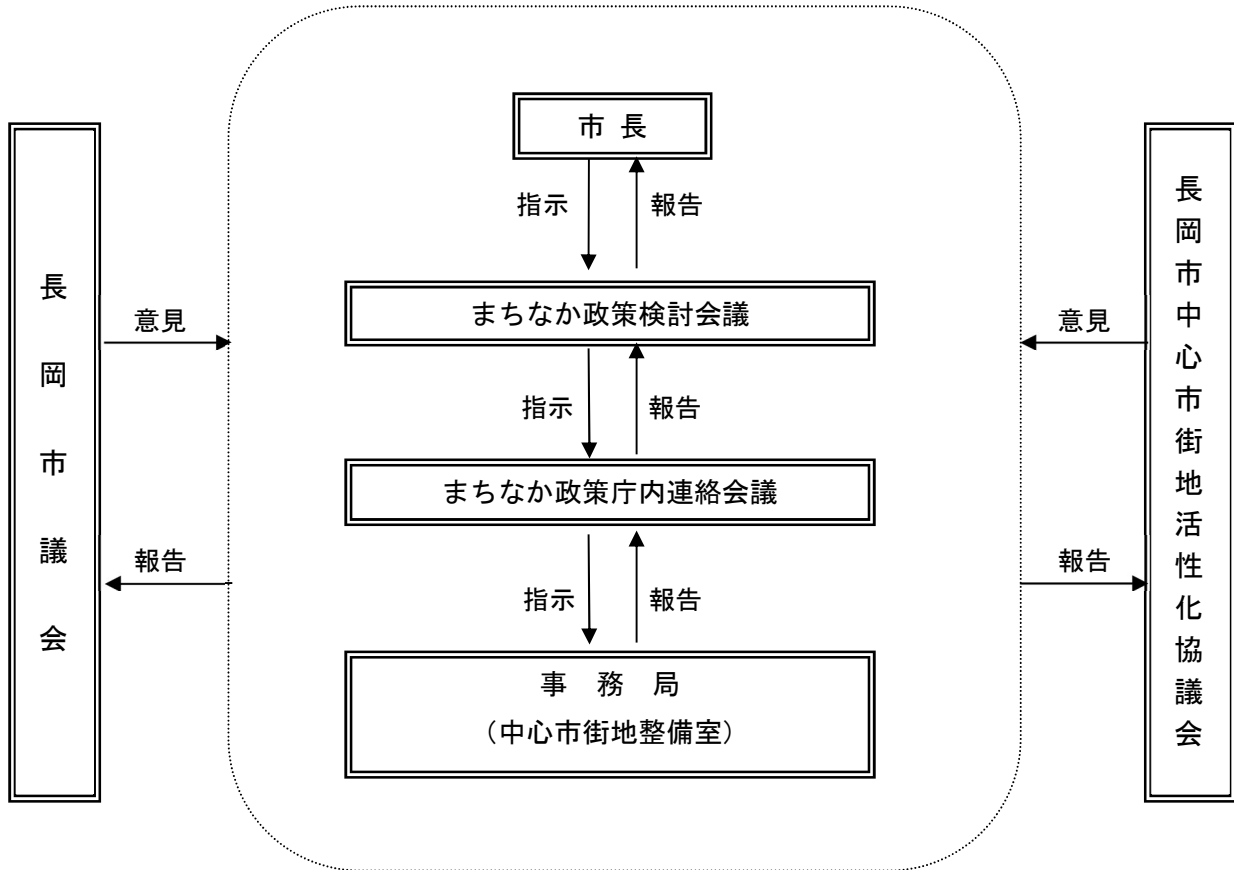 市 長
指示
報告
まちなか政策検討会議
指示
報告
まちなか政策庁内連絡会議
指示
報告
事 務 局
（中心市街地整備室）
長岡市議会
意見
報告
長岡市中心市街地活性化協議会
意見
報告